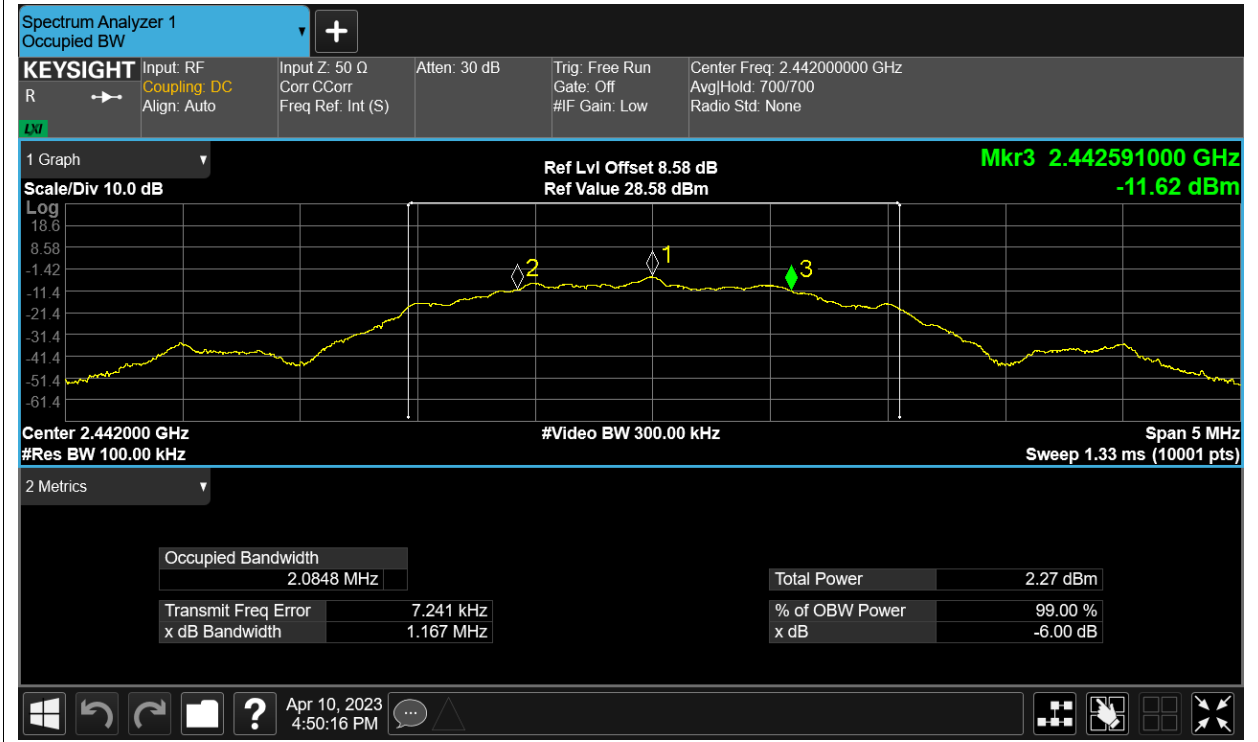 Spectrum Analyzer 1
Occupied BW
KEYSIGHT
R
LXI
Input: RF
Coupling: DC
Align: Auto
Input Z: 50 Ω
Corr CCorr
Freq Ref: Int (S)
Atten: 30 dB
Trig: Free Run
Gate: Off
#IF Gain: Low
Center Freq: 2.442000000 GHz
Avg|Hold: 700/700
Radio Std: None
1 Graph
Scale/Div 10.0 dB
Ref Lvl Offset 8.58 dB
Ref Value 28.58 dBm
Mkr3 2.442591000 GHz
-11.62 dBm
Log
18.6
8.58
-1.42
-11.4
-21.4
-31.4
-41.4
-51.4
-61.4
2
1
3
Center 2.442000 GHz
#Res BW 100.00 kHz
#Video BW 300.00 kHz
Span 5 MHz
Sweep 1.33 ms (10001 pts)
2 Metrics
Occupied Bandwidth
2.0848 MHz
Transmit Freq Error 7.241 kHz
x dB Bandwidth 1.167 MHz
Total Power 2.27 dBm
% of OBW Power 99.00 %
x dB -6.00 dB
?
Apr 10, 2023
4:50:16 PM